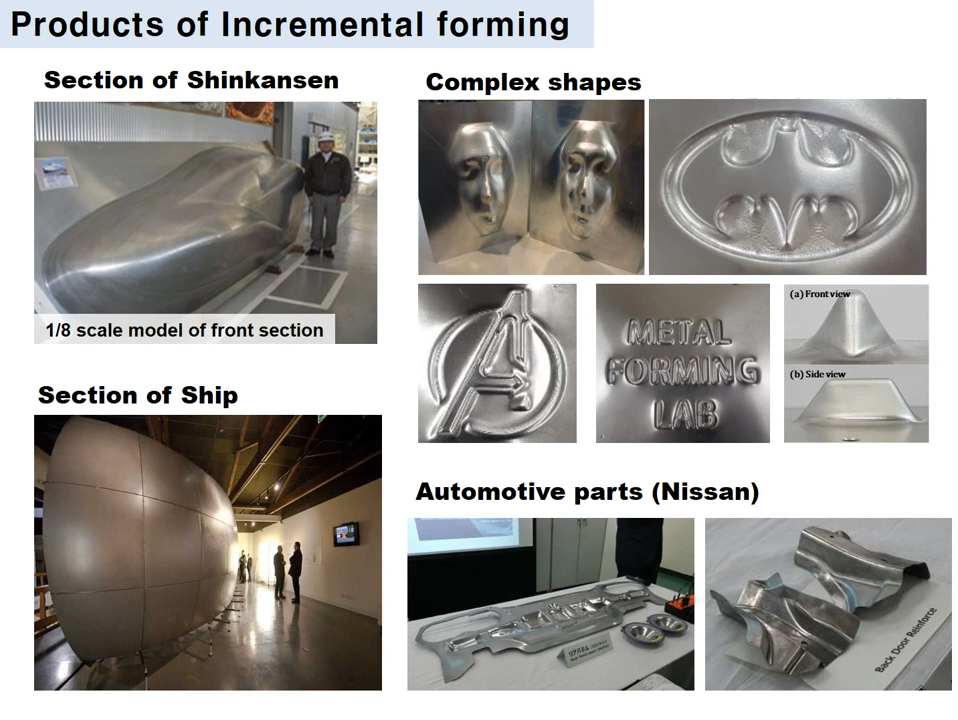 Products of Incremental forming
Section of Shinkansen
1/8 scale model of front section
Section of Ship
Complex shapes
METAL
FORMING
LAB
(a) Front view
(b) Side view
Automotive parts (Nissan)
Back Door Reinforce